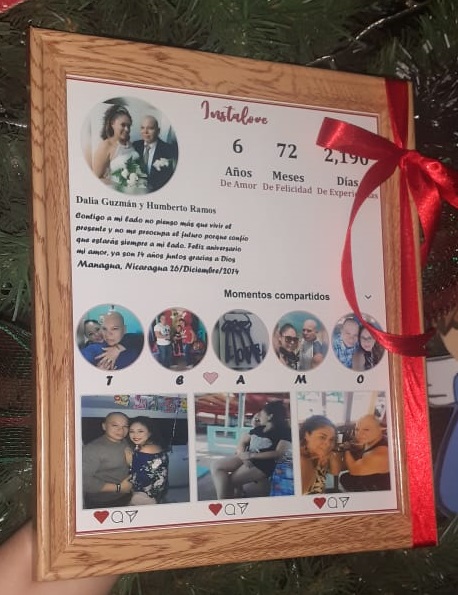 Instalove
6 72 2,190
Años Meses Días
De Amor De Felicidad De
Dalia Guzmán y Humberto Ramos
Contigo a mi lado no pienso más que vivir el
presente y no me preocupa el futuro porque confío
que estarás siempre a mi lado. Feliz aniversario
mi amor, ya son 14 años juntos gracias a Dios
Managua, Nicaragua 26/Diciembre/2014
Momentos compartidos
LOVE
T B A M O